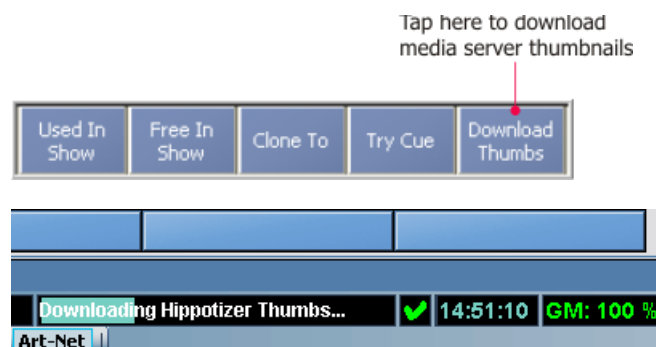 Tap here to download
media server thumbnails
Used In
Show
Free In
Show
Clone To
Try Cue
Download
Thumbs
Downloading Hippotizer Thumbs...
14:51:10
GM: 100 %
Art-Net